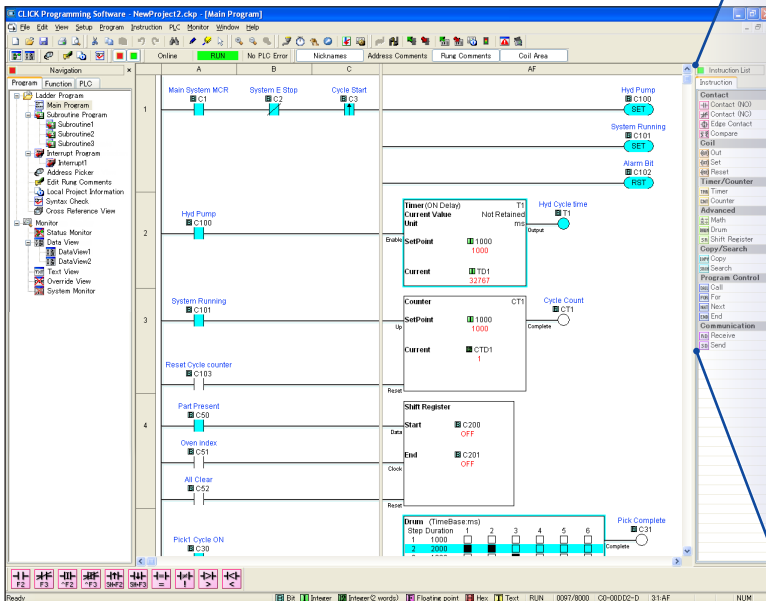 CLICK Programming Software - NewProject2.ckp - [Main Program]
File Edit View Setup Program Instruction PLC Monitor Window Help
Online RUN No PLC Error Nicknames Address Comments Rung Comments Coil Area
Navigation
Program Function PLC
Ladder Program
Main Program
Subroutine Program
Subroutine1
Subroutine2
Subroutine3
Interrupt Program
Interrupt1
Address Picker
Edit Rung Comments
Local Project Information
Syntax Check
Cross Reference View
Monitor
Status Monitor
Data View
DataView1
DataView2
Text View
Override View
System Monitor
A B C AF
1
Main System MCR System E Stop Cycle Start Hyd Pump
C1 C2 C3 C100
SET
System Running
C101
SET
Alarm Bit
C102
RST
2
Hyd Pump
C100
Timer(ON Delay) T1
Current Value Not Retained
Unit ms
Enable SetPoint 1000
1000
Current TD1
32767
Hyd Cycle time
T1
Output
3
System Running
C101
Counter CT1
Up SetPoint 1000
1000
Current CTD1
1
Cycle Count
CT1
Complete
Reset Cycle counter
C103
Reset
4
Part Present
C50
Shift Register
Data Start C200
OFF
Oven index
C51
Clock End C201
OFF
All Clear
C52
Reset
Pick1 Cycle ON
C30
Drum (TimeBase:ms)
Step Duration 1 2 3 4 5 6
1 1000
2 2000
Pick Complete
C31
Complete
Instruction List
Instruction
Contact
Contact (NO)
Contact (NC)
Edge Contact
Compare
Coil
Out
Set
Reset
Timer/Counter
Timer
Counter
Advanced
Math
Drum
Shift Register
Copy/Search
Copy
Search
Program Control
Call
For
Next
End
Communication
Receive
Send
F2 F3 ^F2 ^F3 SH+F2 SH+F3 = ! > <
Ready Bit Integer Integer(2 words) Floating point Hex Text RUN 0097/8000 C0-00DD2-D 31:AF NUM